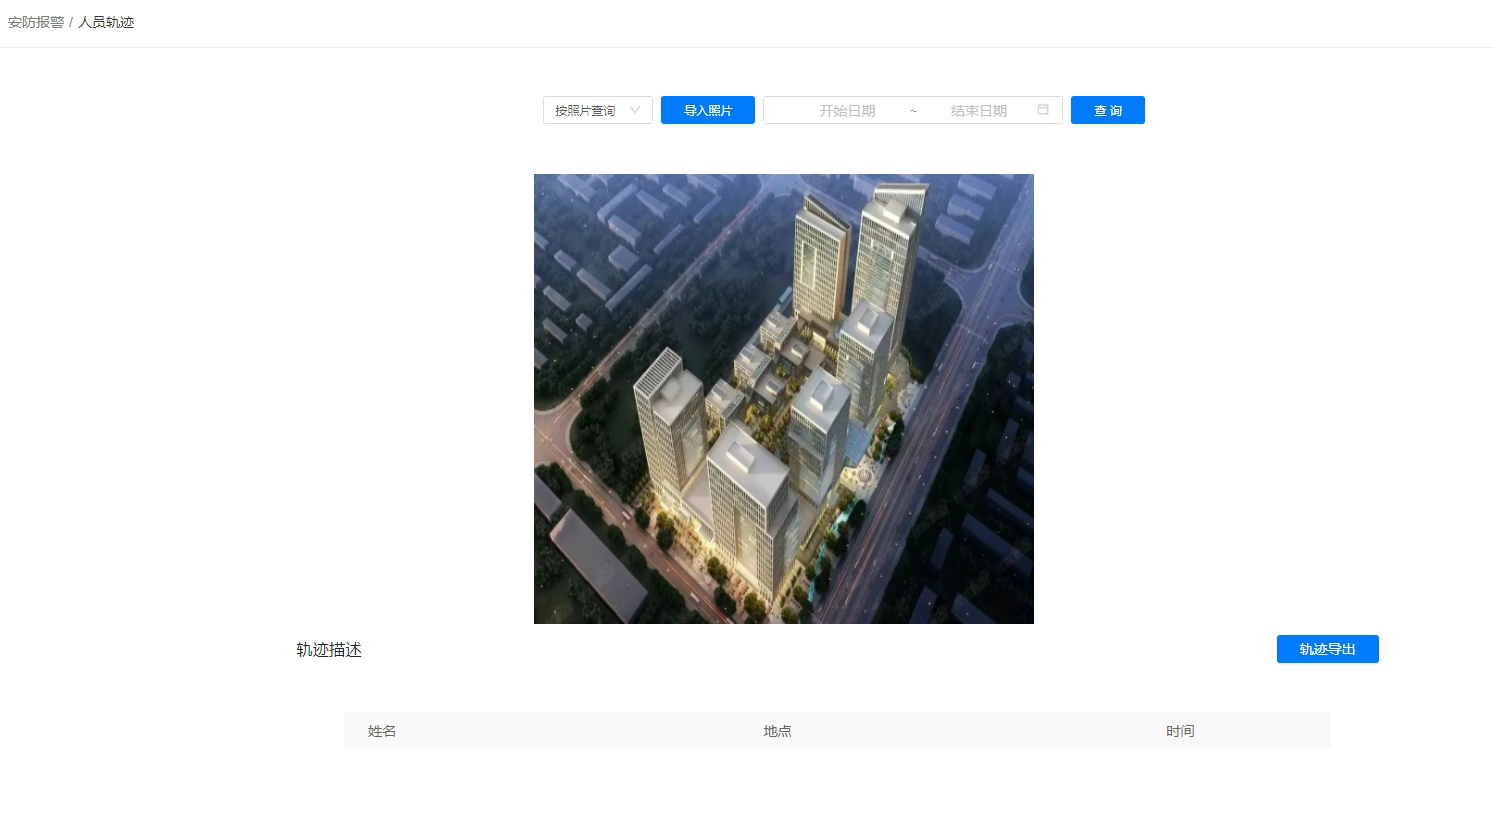 安防报警 / 人员轨迹
按照片查询 导入照片 开始日期 ~ 结束日期 查 询
轨迹描述 轨迹导出
姓名 地点 时间